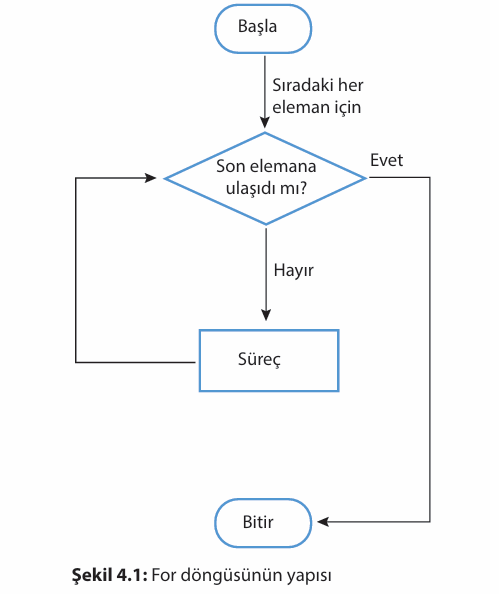 Başla
Sıradaki her
eleman için
Son elemana
ulaşıdı mı?
Evet
Hayır
Süreç
Bitir
Şekil 4.1: For döngüsünün yapısı